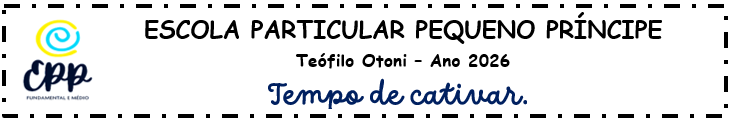 ESCOLA PARTICULAR PEQUENO PRÍNCIPE
Teófilo Otoni – Ano 2026
Tempo de cativar.
EPP
FUNDAMENTAL E MÉDIO